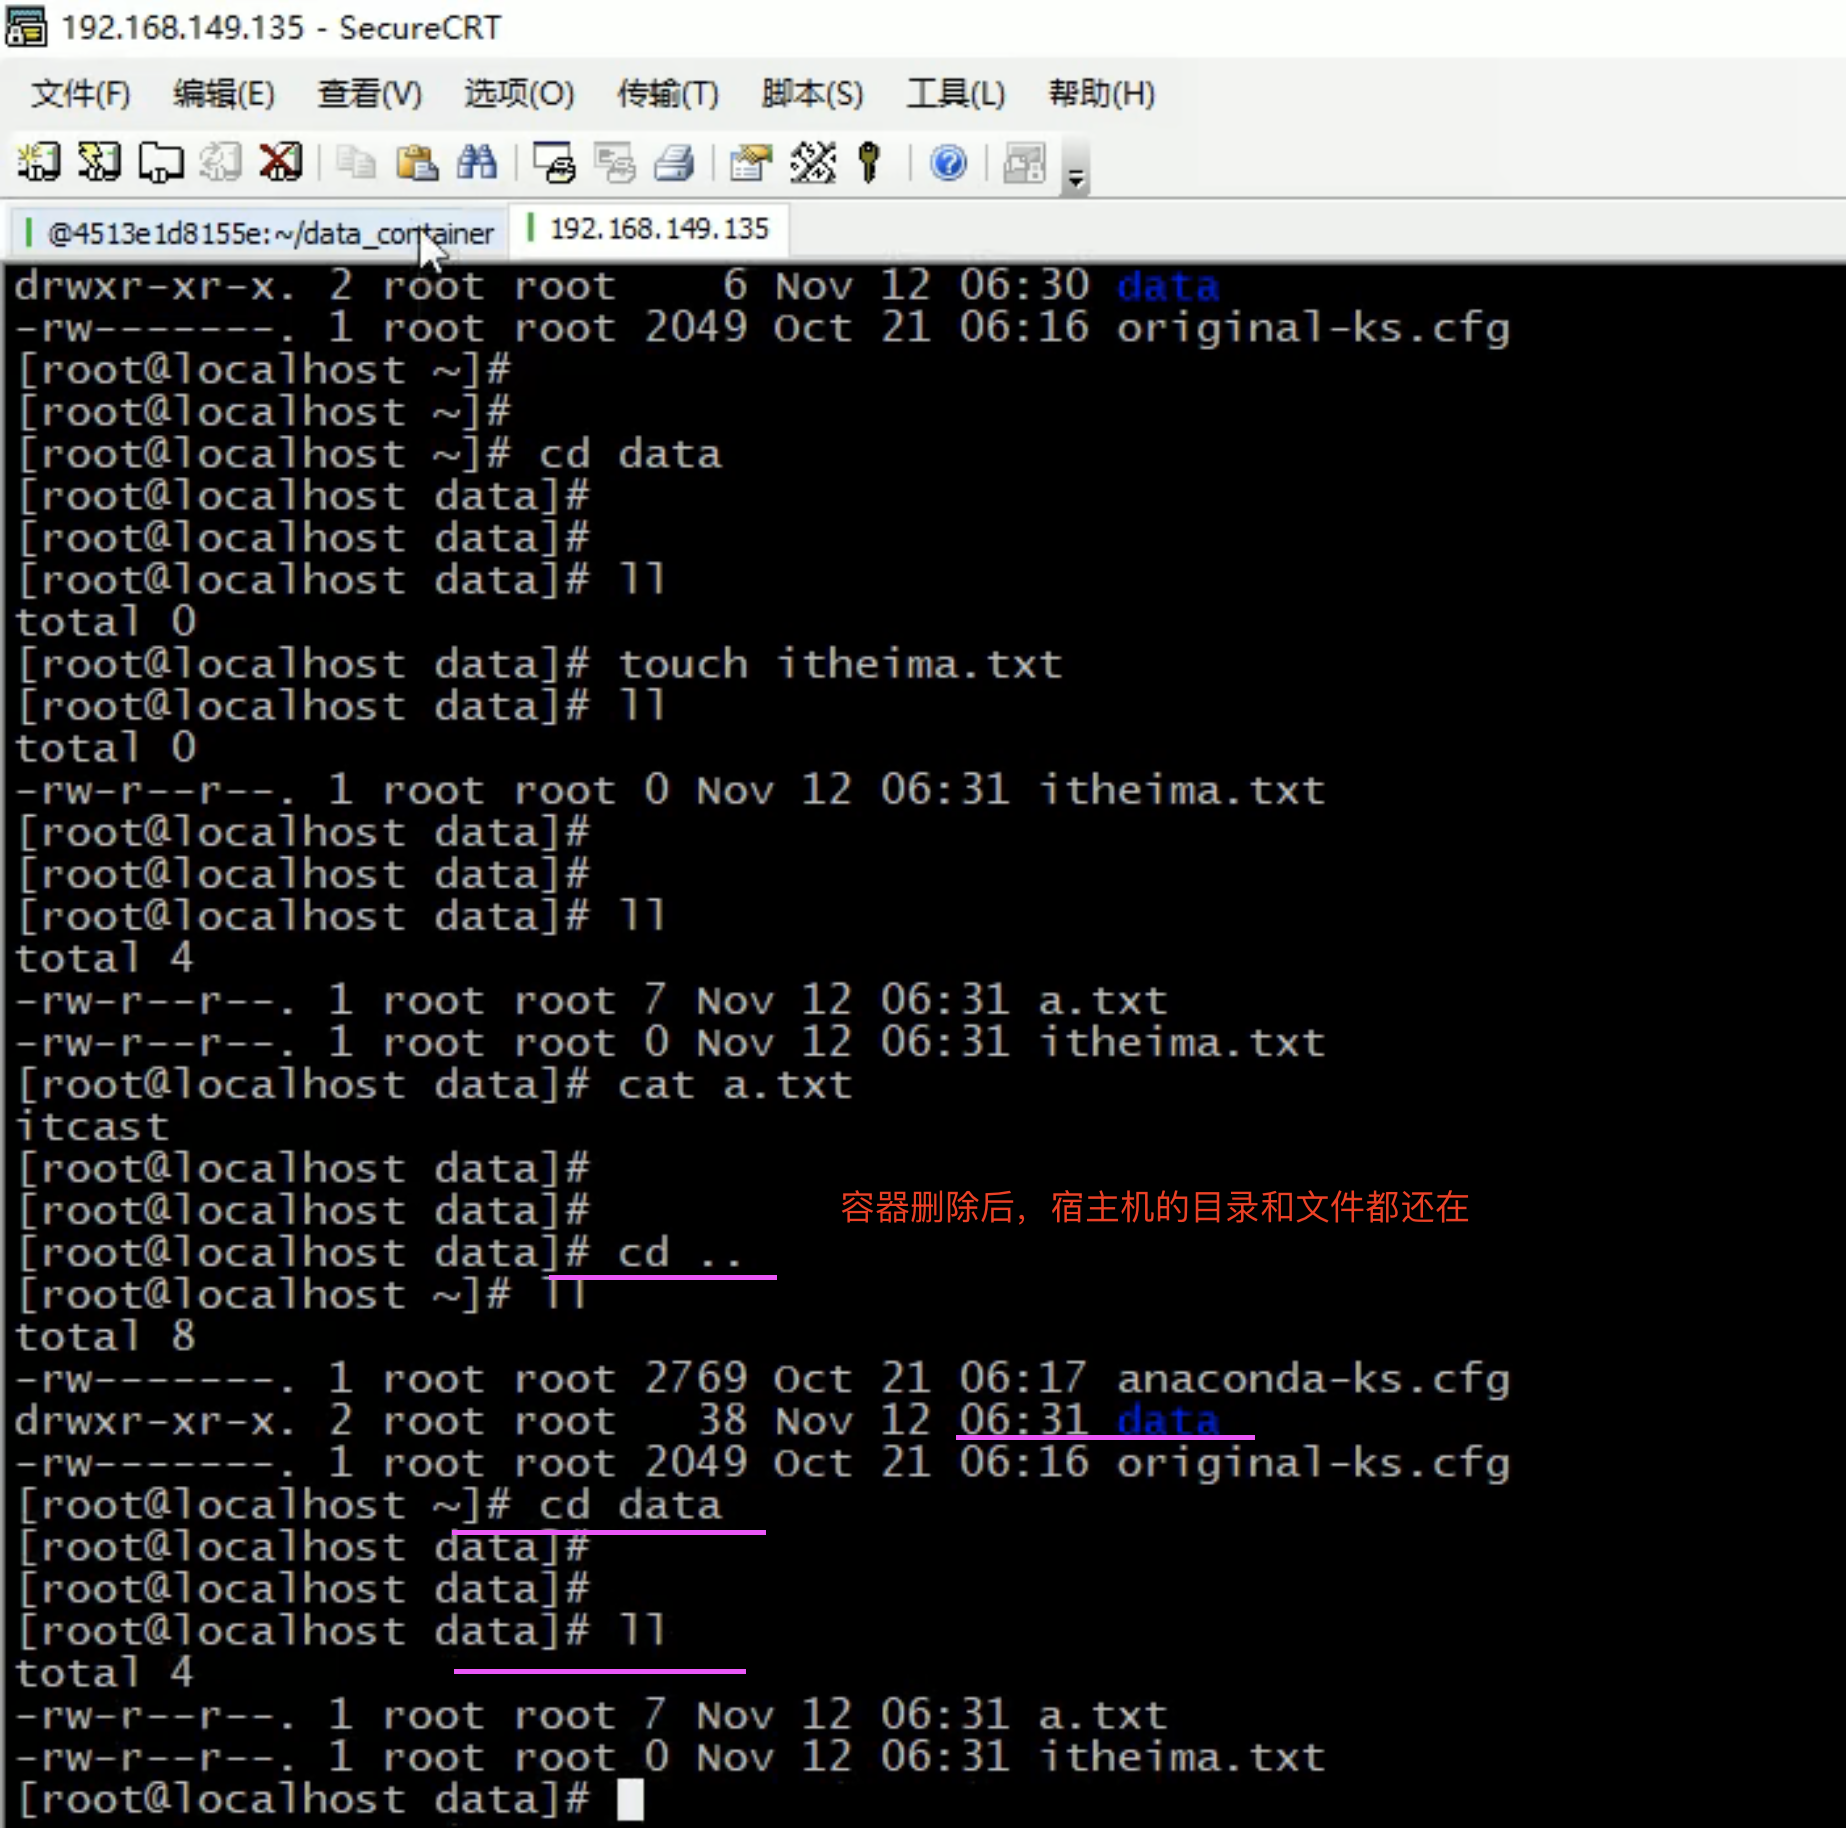 192.168.149.135 - SecureCRT
文件(F) 编辑(E) 查看(V) 选项(O) 传输(T) 脚本(S) 工具(L) 帮助(H)
@4513e1d8155e:~/data_container 192.168.149.135
drwxr-xr-x. 2 root root    6 Nov 12 06:30 data
-rw-------. 1 root root 2049 Oct 21 06:16 original-ks.cfg
[root@localhost ~]#
[root@localhost ~]#
[root@localhost ~]# cd data
[root@localhost data]#
[root@localhost data]#
[root@localhost data]# ll
total 0
[root@localhost data]# touch itheima.txt
[root@localhost data]# ll
total 0
-rw-r--r--. 1 root root 0 Nov 12 06:31 itheima.txt
[root@localhost data]#
[root@localhost data]#
[root@localhost data]# ll
total 4
-rw-r--r--. 1 root root 7 Nov 12 06:31 a.txt
-rw-r--r--. 1 root root 0 Nov 12 06:31 itheima.txt
[root@localhost data]# cat a.txt
itcast
[root@localhost data]#
[root@localhost data]#
容器删除后，宿主机的目录和文件都还在
[root@localhost data]# cd ..
[root@localhost ~]# ll
total 8
-rw-------. 1 root root 2769 Oct 21 06:17 anaconda-ks.cfg
drwxr-xr-x. 2 root root   38 Nov 12 06:31 data
-rw-------. 1 root root 2049 Oct 21 06:16 original-ks.cfg
[root@localhost ~]# cd data
[root@localhost data]#
[root@localhost data]#
[root@localhost data]# ll
total 4
-rw-r--r--. 1 root root 7 Nov 12 06:31 a.txt
-rw-r--r--. 1 root root 0 Nov 12 06:31 itheima.txt
[root@localhost data]#